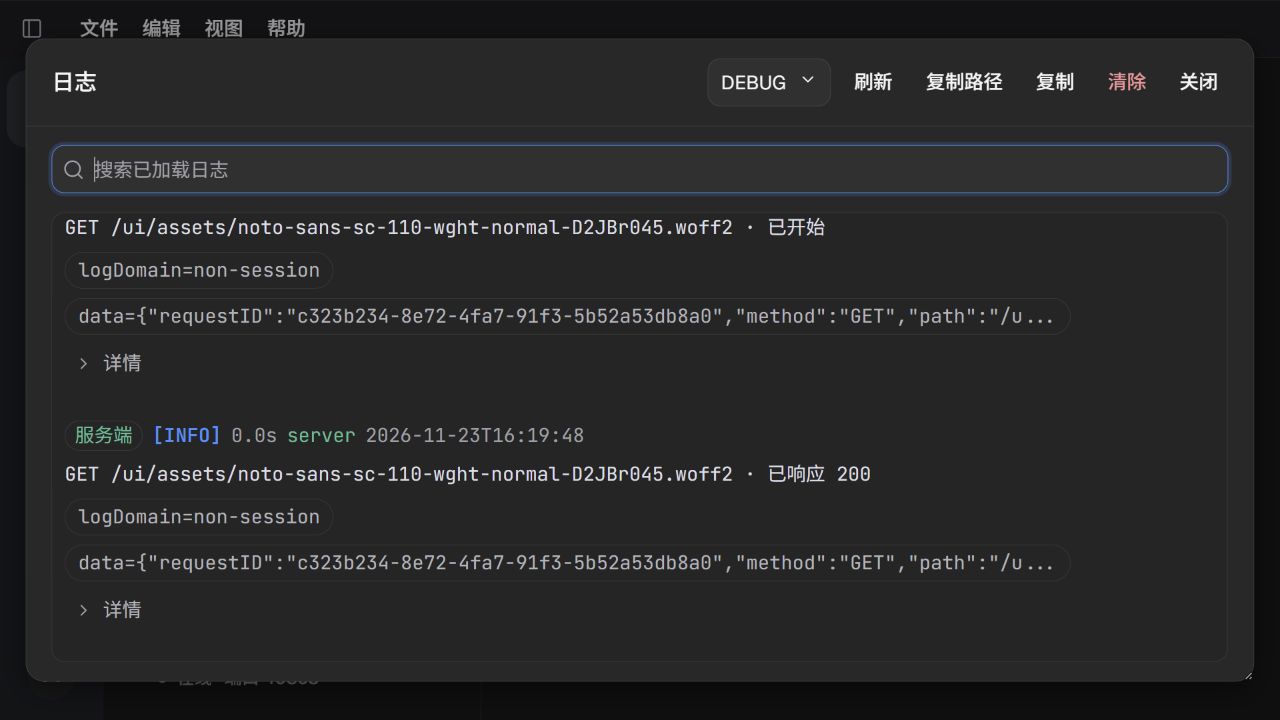 文件 编辑 视图 帮助
日志 DEBUG 刷新 复制路径 复制 清除 关闭
搜索已加载日志
GET /ui/assets/noto-sans-sc-110-wght-normal-D2JBr045.woff2 · 已开始
logDomain=non-session
data={"requestID":"c323b234-8e72-4fa7-91f3-5b52a53db8a0","method":"GET","path":"/u...
详情
服务端 [INFO] 0.0s server 2026-11-23T16:19:48
GET /ui/assets/noto-sans-sc-110-wght-normal-D2JBr045.woff2 · 已响应 200
logDomain=non-session
data={"requestID":"c323b234-8e72-4fa7-91f3-5b52a53db8a0","method":"GET","path":"/u...
详情